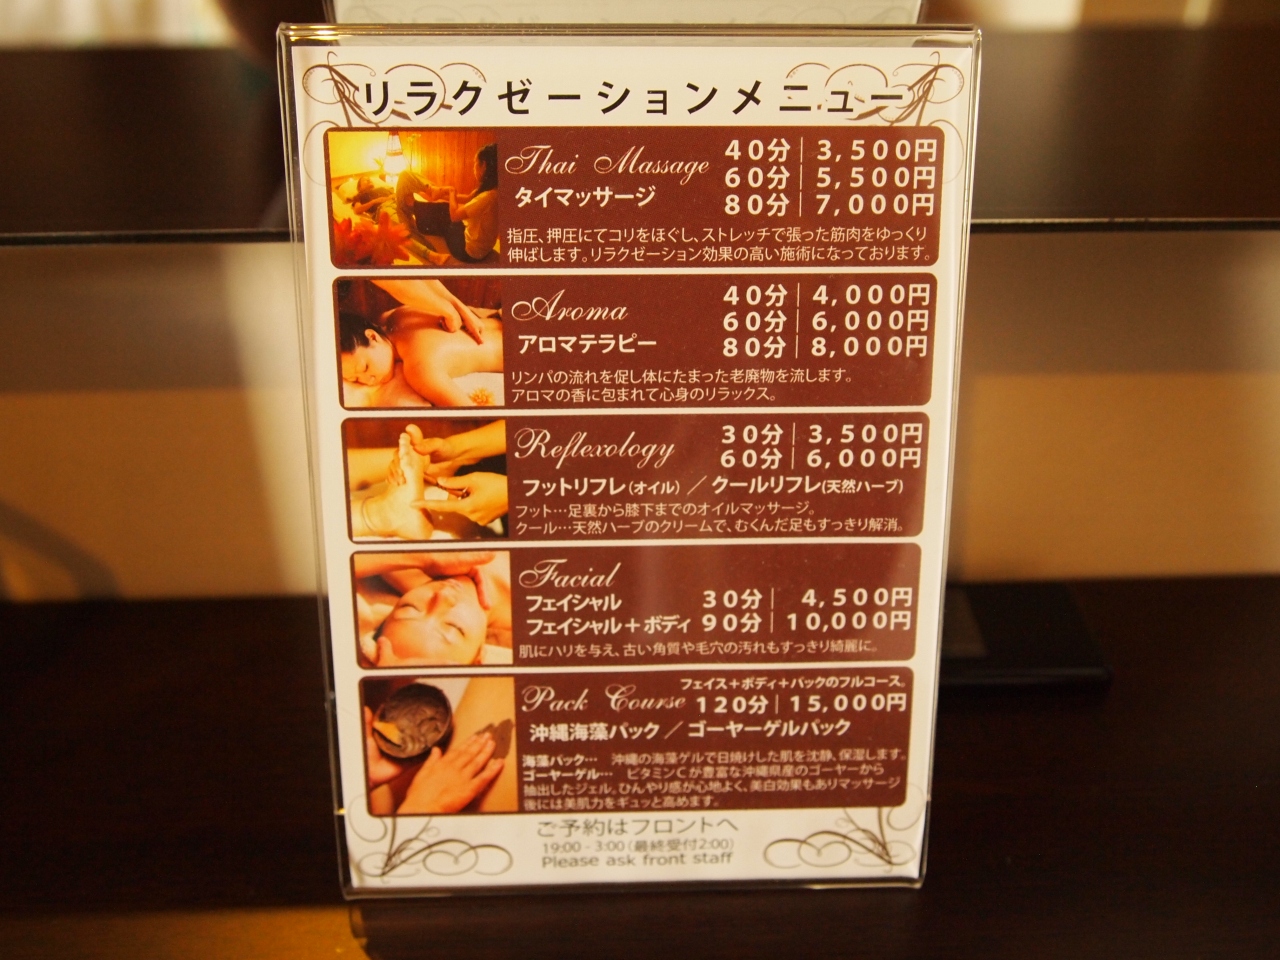 リラクゼーションメニュー
Thai Massage
タイマッサージ
40分 | 3,500円
60分 | 5,500円
80分 | 7,000円
指圧、押圧にてコリをほぐし、ストレッチで張った筋肉をゆっくり
伸ばします。リラクゼーション効果の高い施術になっております。
Aroma
アロマテラピー
40分 | 4,000円
60分 | 6,000円
80分 | 8,000円
リンパの流れを促し体にたまった老廃物を流します。
アロマの香に包まれて心身のリラックス。
Reflexology
30分 | 3,500円
60分 | 6,000円
フットリフレ(オイル) ／ クールリフレ(天然ハーブ)
フット…足裏から膝下までのオイルマッサージ。
クール…天然ハーブのクリームで、むくんだ足もすっきり解消。
Facial
フェイシャル 30分 | 4,500円
フェイシャル＋ボディ 90分 | 10,000円
肌にハリを与え、古い角質や毛穴の汚れもすっきり綺麗に。
フェイス＋ボディ＋パックのフルコース。
Pack Course 120分 | 15,000円
沖縄海藻パック ／ ゴーヤーゲルパック
海藻パック… 沖縄の海藻ゲルで日焼けした肌を沈静、保湿します。
ゴーヤーゲル… ビタミンCが豊富な沖縄県産のゴーヤーから
抽出したジェル。ひんやり感が心地よく、美白効果もありマッサージ
後には美肌力をギュッと高めます。
ご予約はフロントへ
19:00 - 3:00（最終受付2:00）
Please ask front staff